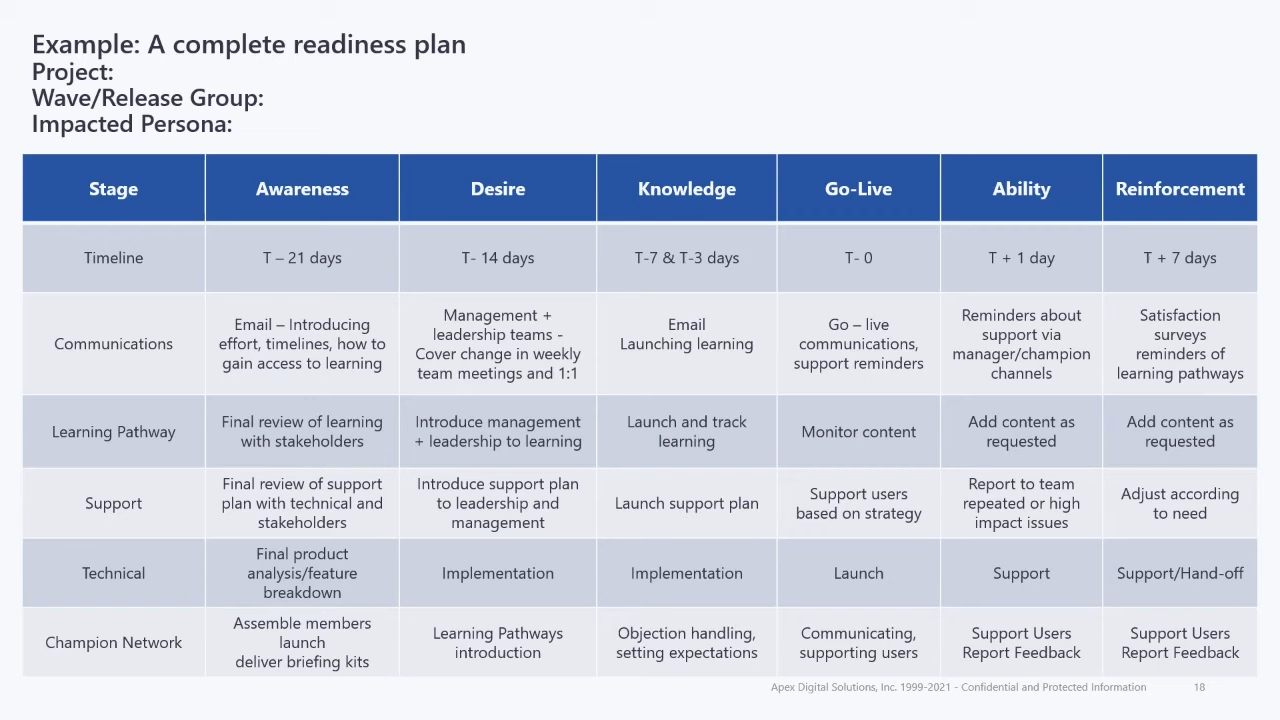 Example: A complete readiness plan
Project:
Wave/Release Group:
Impacted Persona:
Stage
Awareness
Desire
Knowledge
Go-Live
Ability
Reinforcement
Timeline
T – 21 days
T- 14 days
T-7 & T-3 days
T- 0
T + 1 day
T + 7 days
Communications
Email – Introducing
effort, timelines, how to
gain access to learning
Management +
leadership teams -
Cover change in weekly
team meetings and 1:1
Email
Launching learning
Go – live
communications,
support reminders
Reminders about
support via
manager/champion
channels
Satisfaction
surveys
reminders of
learning pathways
Learning Pathway
Final review of learning
with stakeholders
Introduce management
+ leadership to learning
Launch and track
learning
Monitor content
Add content as
requested
Add content as
requested
Support
Final review of support
plan with technical and
stakeholders
Introduce support plan
to leadership and
management
Launch support plan
Support users
based on strategy
Report to team
repeated or high
impact issues
Adjust according
to need
Technical
Final product
analysis/feature
breakdown
Implementation
Implementation
Launch
Support
Support/Hand-off
Champion Network
Assemble members
launch
deliver briefing kits
Learning Pathways
introduction
Objection handling,
setting expectations
Communicating,
supporting users
Support Users
Report Feedback
Support Users
Report Feedback
Apex Digital Solutions, Inc. 1999-2021 - Confidential and Protected Information
18